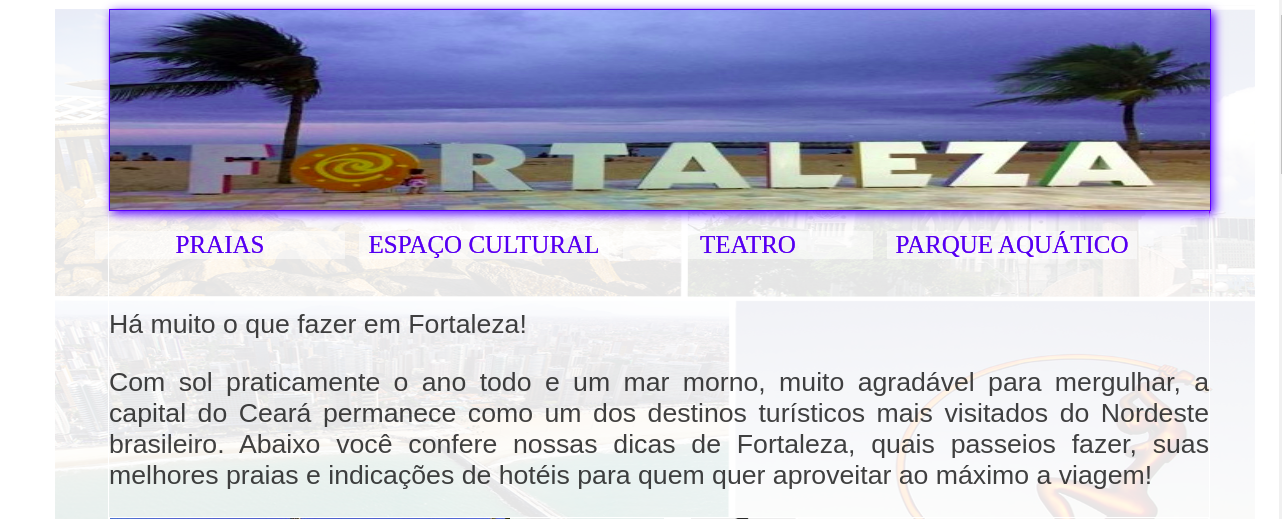 FORTALEZA
PRAIAS ESPAÇO CULTURAL TEATRO PARQUE AQUÁTICO
Há muito o que fazer em Fortaleza!
Com sol praticamente o ano todo e um mar morno, muito agradável para mergulhar, a
capital do Ceará permanece como um dos destinos turísticos mais visitados do Nordeste
brasileiro. Abaixo você confere nossas dicas de Fortaleza, quais passeios fazer, suas
melhores praias e indicações de hotéis para quem quer aproveitar ao máximo a viagem!